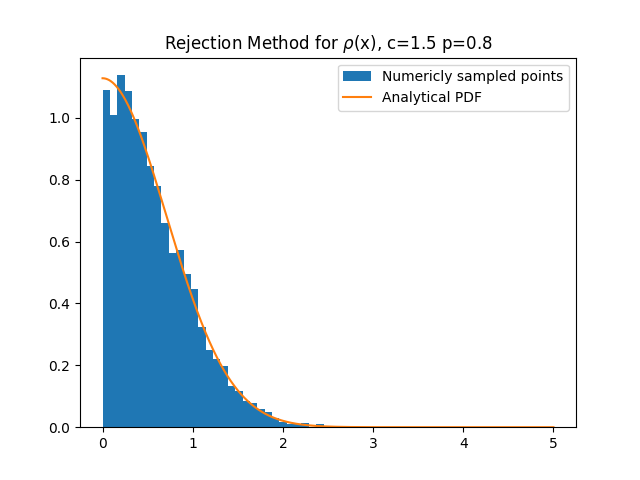 Rejection Method for ρ(x), c=1.5 p=0.8
Numericly sampled points
Analytical PDF
1.0
0.8
0.6
0.4
0.2
0.0
0 1 2 3 4 5